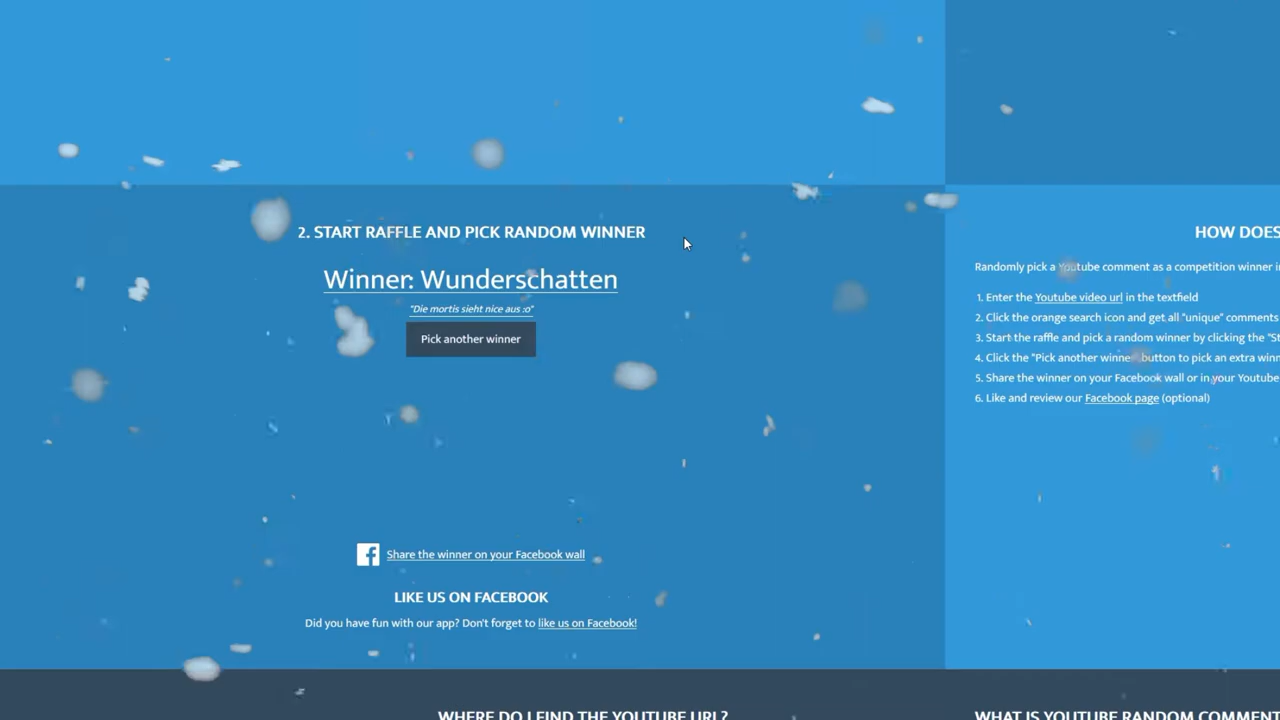 2. START RAFFLE AND PICK RANDOM WINNER
Winner: Wunderschatten
"Die mortis sieht nice aus :o"
Pick another winner
Share the winner on your Facebook wall
LIKE US ON FACEBOOK
Did you have fun with our app? Don't forget to like us on Facebook!
HOW DOES
Randomly pick a Youtube comment as a competition winner i
1. Enter the Youtube video url in the textfield
2. Click the orange search icon and get all "unique" comments
3. Start the raffle and pick a random winner by clicking the "St
4. Click the "Pick another winner" button to pick an extra winn
5. Share the winner on your Facebook wall or in your Youtube
6. Like and review our Facebook page (optional)
WHERE DO I FIND THE YOUTUBE URL?
WHAT IS YOUTUBE RANDOM COMMENT